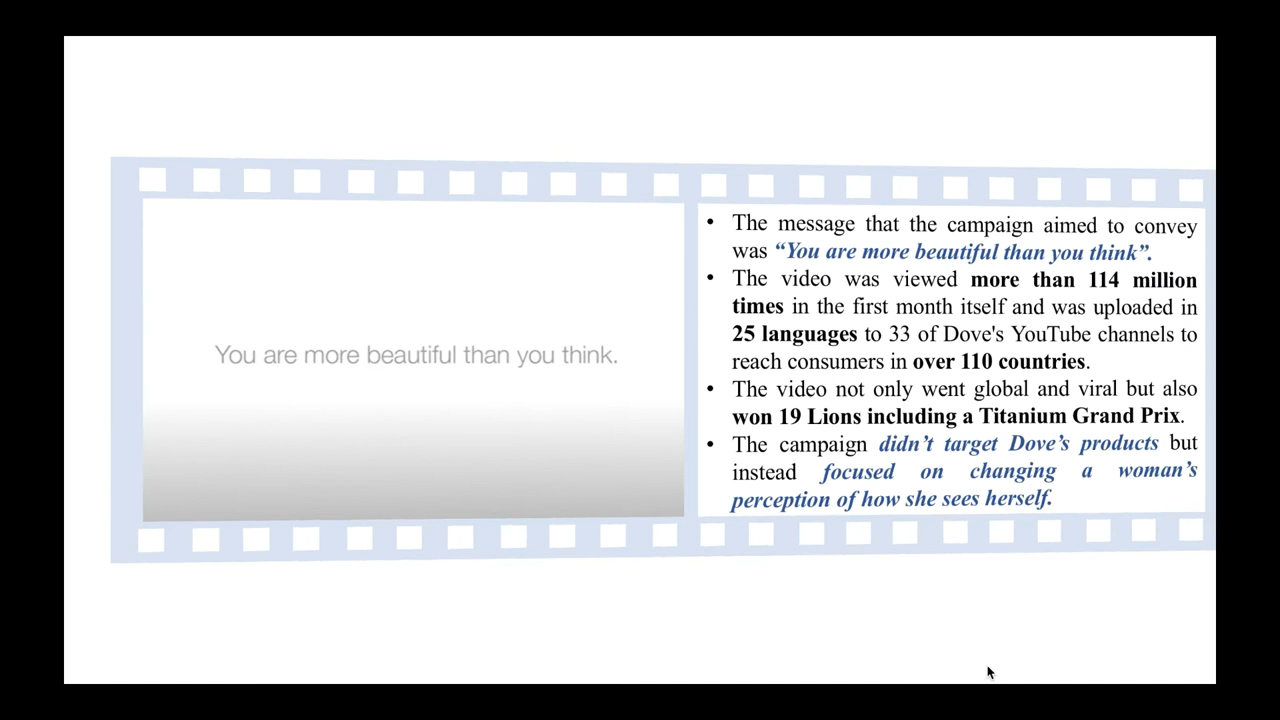 You are more beautiful than you think.
• The message that the campaign aimed to convey
was “You are more beautiful than you think”.
• The video was viewed more than 114 million
times in the first month itself and was uploaded in
25 languages to 33 of Dove's YouTube channels to
reach consumers in over 110 countries.
• The video not only went global and viral but also
won 19 Lions including a Titanium Grand Prix.
• The campaign didn’t target Dove’s products but
instead focused on changing a woman’s
perception of how she sees herself.